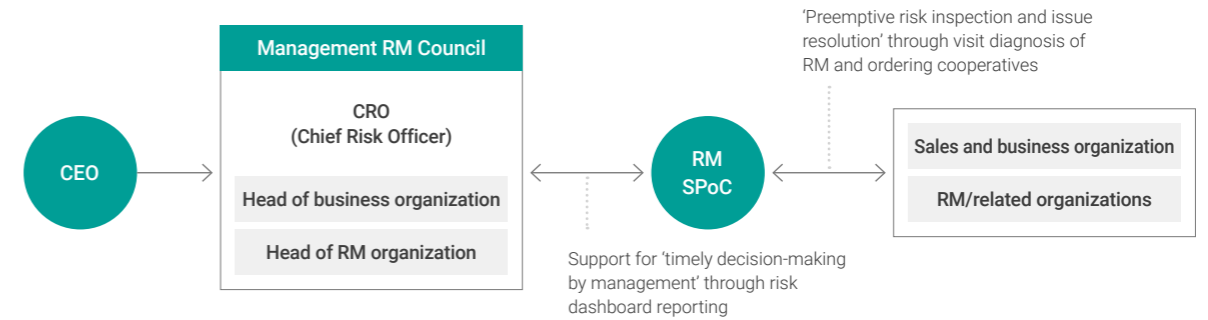 ‘Preemptive risk inspection and issue
resolution’ through visit diagnosis of
RM and ordering cooperatives
Management RM Council
CRO
(Chief Risk Officer)
CEO
RM
SPoC
Sales and business organization
Head of business organization
RM/related organizations
Head of RM organization
Support for ‘timely decision-making
by management’ through risk
dashboard reporting